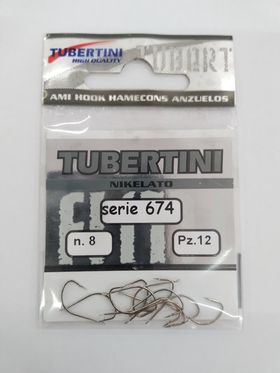 TUBERTINI
HIGH QUALITY
AMI HOOK HAMECONS ANZUELOS
TUBERTINI
NIKELATO
serie 674
n. 8
Pz.12